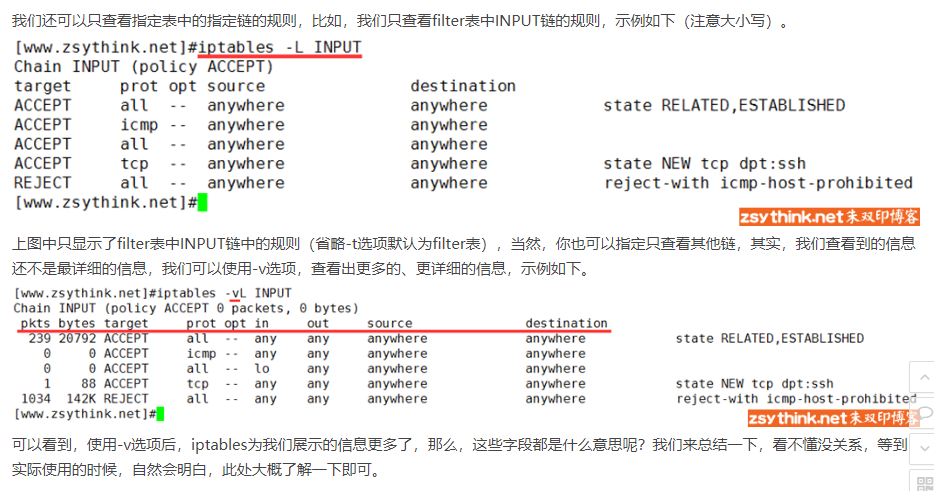 我们还可以只查看指定表中的指定链的规则，比如，我们只查看filter表中INPUT链的规则，示例如下（注意大小写）。
[www.zsythink.net]#iptables -L INPUT
Chain INPUT (policy ACCEPT)
target prot opt source destination
ACCEPT all -- anywhere anywhere state RELATED,ESTABLISHED
ACCEPT icmp -- anywhere anywhere
ACCEPT all -- anywhere anywhere
ACCEPT tcp -- anywhere anywhere state NEW tcp dpt:ssh
REJECT all -- anywhere anywhere reject-with icmp-host-prohibited
[www.zsythink.net]#
zsythink.net朱双印博客
上图中只显示了filter表中INPUT链中的规则（省略-t选项默认为filter表），当然，你也可以指定只查看其他链，其实，我们查看到的信息
还不是最详细的信息，我们可以使用-v选项，查看出更多的、更详细的信息，示例如下。
[www.zsythink.net]#iptables -vL INPUT
Chain INPUT (policy ACCEPT 0 packets, 0 bytes)
pkts bytes target prot opt in out source destination
239 20792 ACCEPT all -- any any anywhere anywhere state RELATED,ESTABLISHED
0 0 ACCEPT icmp -- any any anywhere anywhere
0 0 ACCEPT all -- lo any anywhere anywhere
1 88 ACCEPT tcp -- any any anywhere anywhere state NEW tcp dpt:ssh
1034 142K REJECT all -- any any anywhere anywhere reject-with icmp-host-prohibited
[www.zsythink.net]#
zsythink.net朱双印博客
可以看到，使用-v选项后，iptables为我们展示的信息更多了，那么，这些字段都是什么意思呢？我们来总结一下，看不懂没关系，等到
实际使用的时候，自然会明白，此处大概了解一下即可。